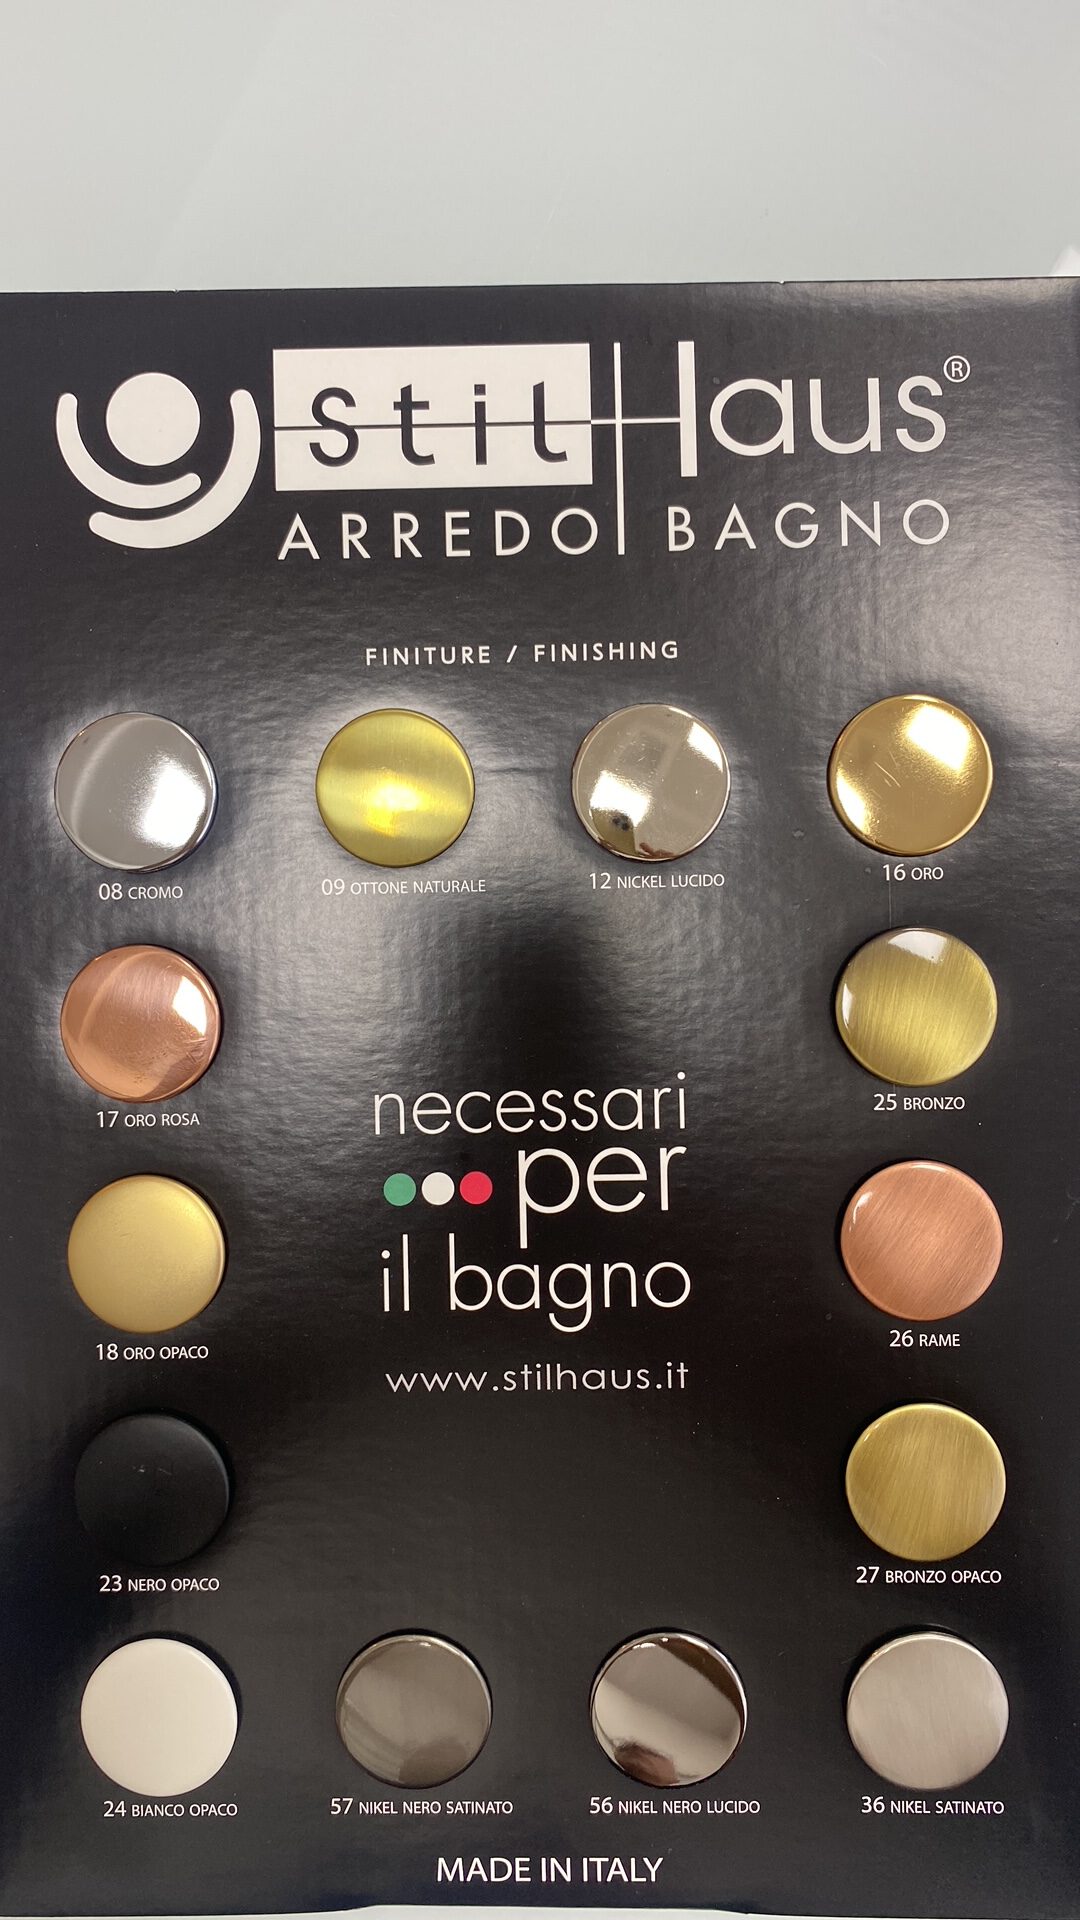 StilHaus®
ARREDO BAGNO
FINITURE / FINISHING
08 CROMO
09 OTTONE NATURALE
12 NICKEL LUCIDO
16 ORO
17 ORO ROSA
25 BRONZO
necessari
per
il bagno
www.stilhaus.it
18 ORO OPACO
26 RAME
23 NERO OPACO
27 BRONZO OPACO
24 BIANCO OPACO
57 NIKEL NERO SATINATO
56 NIKEL NERO LUCIDO
36 NIKEL SATINATO
MADE IN ITALY